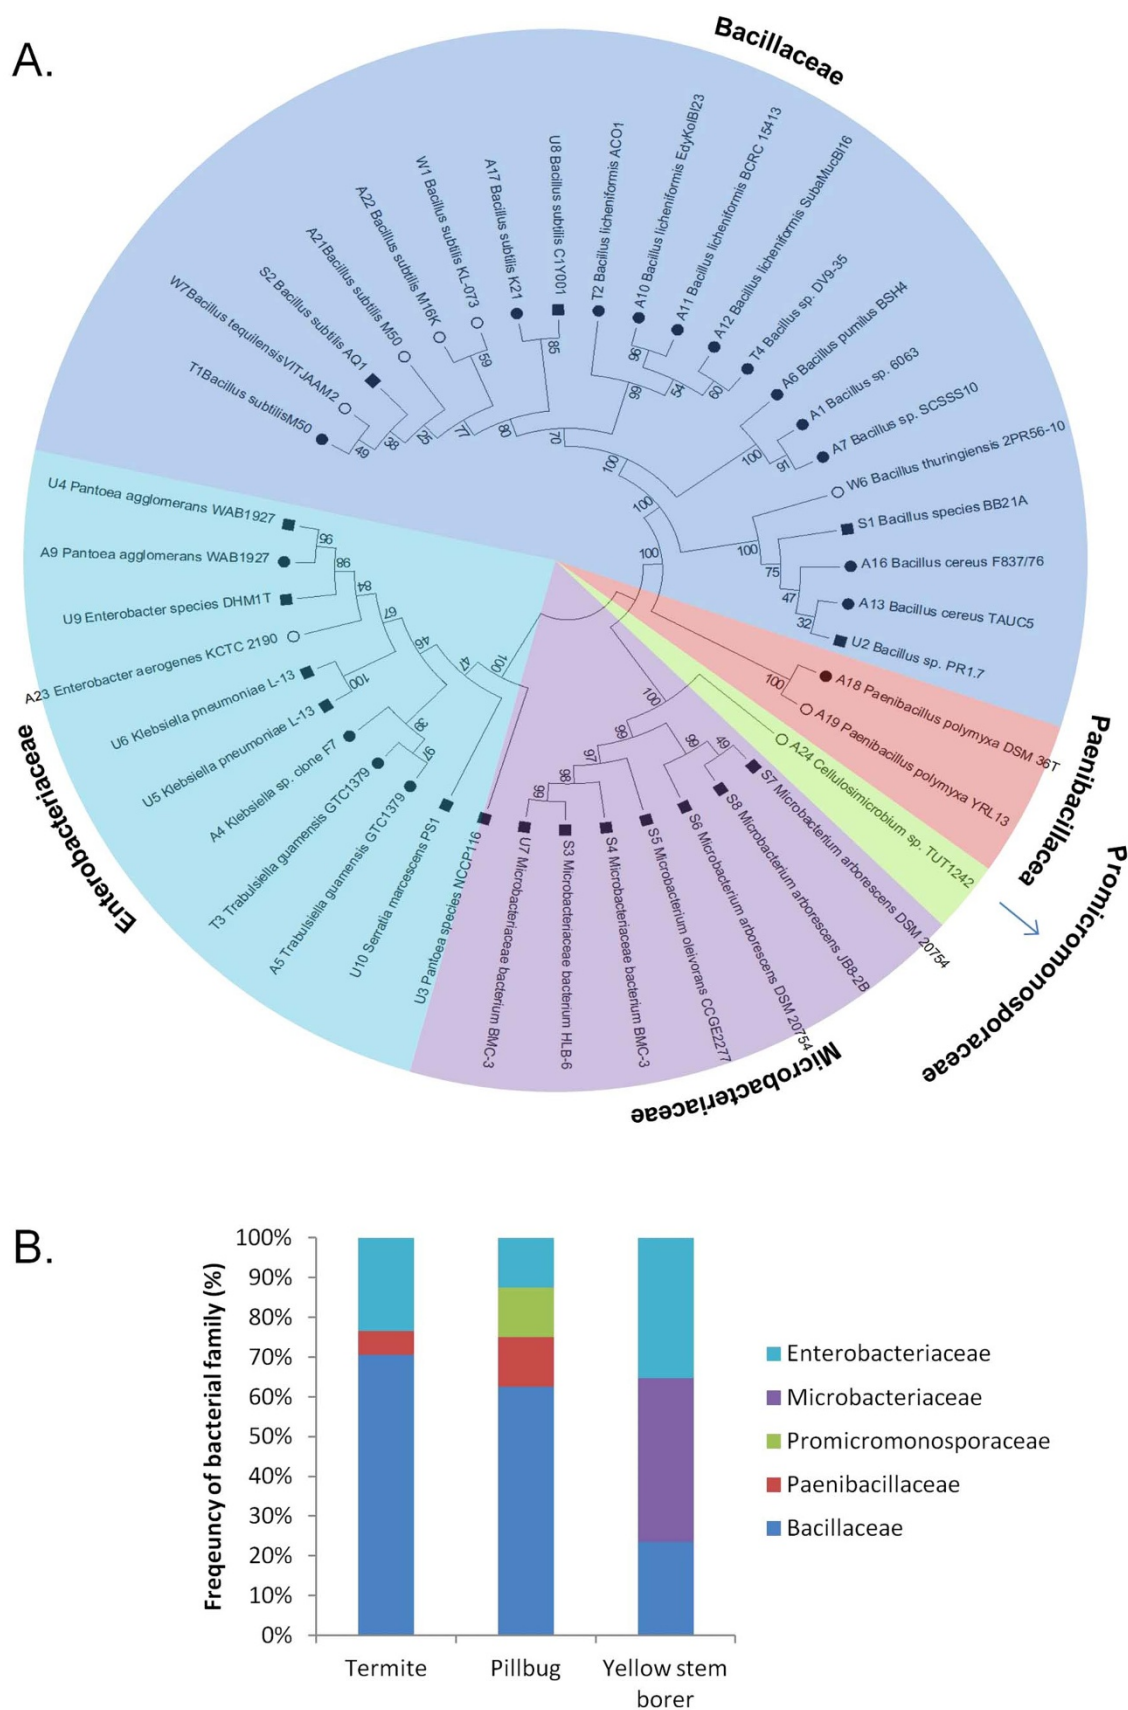 A.
Bacillaceae
T1Bacillus subtilisM50
W7Bacillus tequilensisVITJAAM2
S2 Bacillus subtilis AQ1
A21Bacillus subtilis M50
A22 Bacillus subtilis M16K
W1 Bacillus subtilis KL-073
A17 Bacillus subtilis K21
U8 Bacillus subtilis C1Y001
T2 Bacillus licheniformis ACO1
A10 Bacillus licheniformis EdyKolBI23
A11 Bacillus licheniformis BCRC 15413
A12 Bacillus licheniformis SubaMucBI16
T4 Bacillus sp. DV9-35
A6 Bacillus pumilus BSH4
A1 Bacillus sp. 6063
A7 Bacillus sp. SCSSS10
W6 Bacillus thuringiensis 2PR56-10
S1 Bacillus species BB21A
A16 Bacillus cereus F837/76
A13 Bacillus cereus TAUC5
U2 Bacillus sp. PR1.7
A18 Paenibacillus polymyxa DSM 36T
A19 Paenibacillus polymyxa YRL13
A24 Cellulosimicrobium sp. TUT1242
S7 Microbacterium arborescens DSM 20754
S8 Microbacterium arborescens JB8-2B
S6 Microbacterium arborescens DSM 20754
S5 Microbacterium oleivorans CCGE2277
S4 Microbacteriaceae bacterium BMC-3
S3 Microbacteriaceae bacterium HLB-6
U7 Microbacteriaceae bacterium BMC-3
U3 Pantoea species NCCP116
U10 Serratia marcescens PS1
A5 Trabulsiella guamensis GTC1379
T3 Trabulsiella guamensis GTC1379
A4 Klebsiella sp. clone F7
U5 Klebsiella pneumoniae L-13
U6 Klebsiella pneumoniae L-13
A23 Enterobacter aerogenes KCTC 2190
U9 Enterobacter species DHM1T
A9 Pantoea agglomerans WAB1927
U4 Pantoea agglomerans WAB1927
Paenibacillacea
Promicromonosporaceae
Microbacteriaceae
Enterobacteriaceae
49
38
25
77
59
80
85
70
99
96
54
60
100
100
91
100
100
100
75
47
32
100
100
99
99
49
97
98
99
100
47
46
39
97
67
100
84
98
95
B.
Freqeuncy of bacterial family (%)
100%
90%
80%
70%
60%
50%
40%
30%
20%
10%
0%
Termite
Pillbug
Yellow stem
borer
Enterobacteriaceae
Microbacteriaceae
Promicromonosporaceae
Paenibacillaceae
Bacillaceae